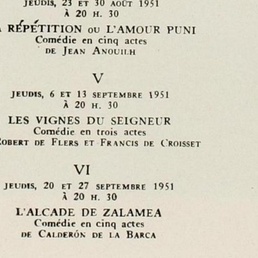 JEUDIS, 23 ET 30 AOUT 1951
À 20 H. 30
RÉPÉTITION OU L'AMOUR PUNI
Comédie en cinq actes
DE JEAN ANOUILH
V
JEUDIS, 6 ET 13 SEPTEMBRE 1951
À 20 H. 30
LES VIGNES DU SEIGNEUR
Comédie en trois actes
ROBERT DE FLERS ET FRANCIS DE CROISSET
VI
JEUDIS, 20 ET 27 SEPTEMBRE 1951
À 20 H. 30
L'ALCADE DE ZALAMEA
Comédie en cinq actes
DE CALDERÓN DE LA BARCA